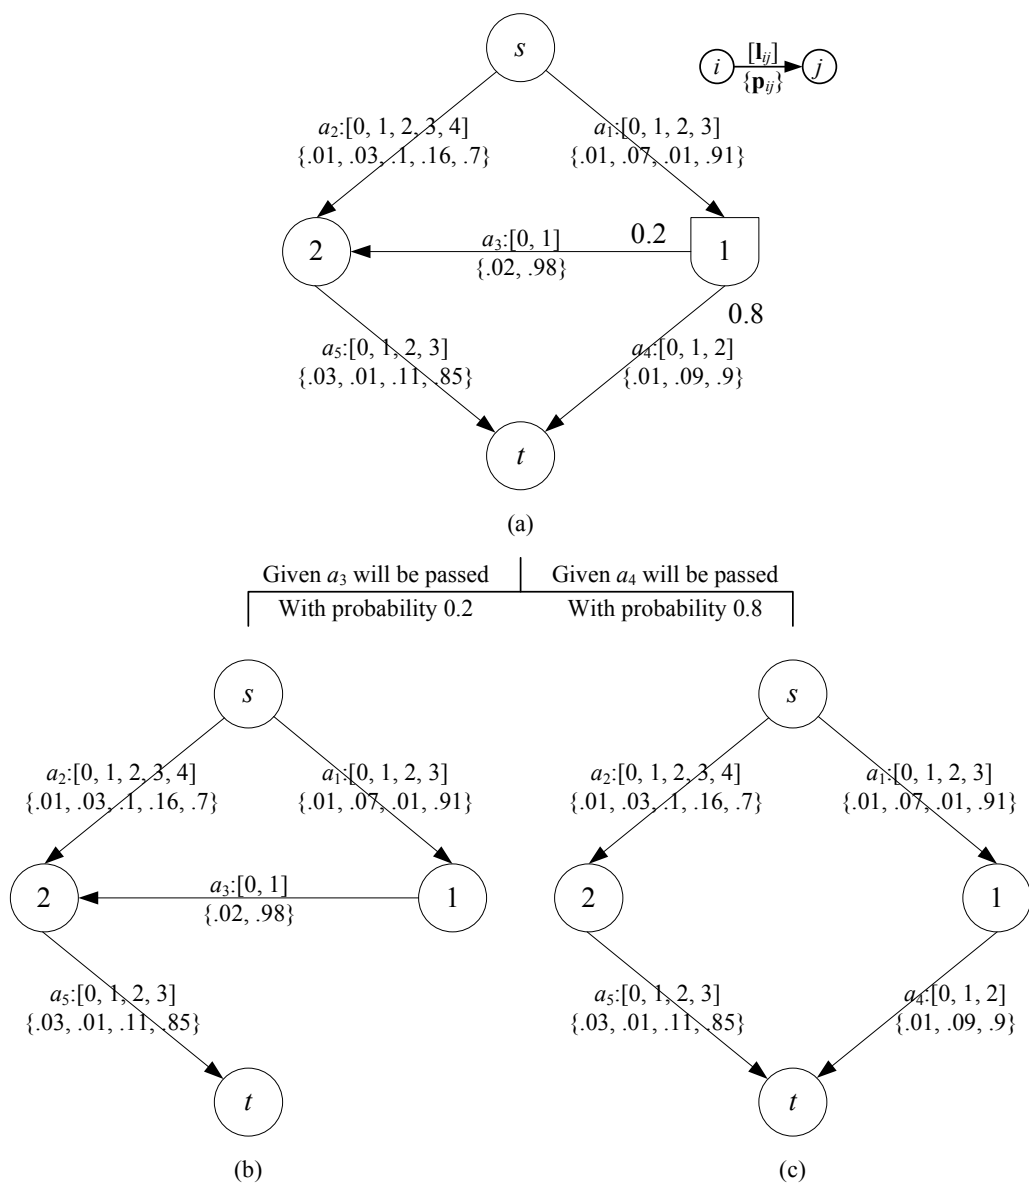 s
i [l_ij] j
{p_ij}
a2:[0, 1, 2, 3, 4] a1:[0, 1, 2, 3]
{.01, .03, .1, .16, .7} {.01, .07, .01, .91}
2 a3:[0, 1] 0.2 1
{.02, .98}
0.8
a5:[0, 1, 2, 3] a4:[0, 1, 2]
{.03, .01, .11, .85} {.01, .09, .9}
t
(a)
Given a3 will be passed Given a4 will be passed
With probability 0.2 With probability 0.8
s s
a2:[0, 1, 2, 3, 4] a1:[0, 1, 2, 3] a2:[0, 1, 2, 3, 4] a1:[0, 1, 2, 3]
{.01, .03, .1, .16, .7} {.01, .07, .01, .91} {.01, .03, .1, .16, .7} {.01, .07, .01, .91}
2 a3:[0, 1] 1 2 1
{.02, .98}
a5:[0, 1, 2, 3] a5:[0, 1, 2, 3] a4:[0, 1, 2]
{.03, .01, .11, .85} {.03, .01, .11, .85} {.01, .09, .9}
t t
(b) (c)